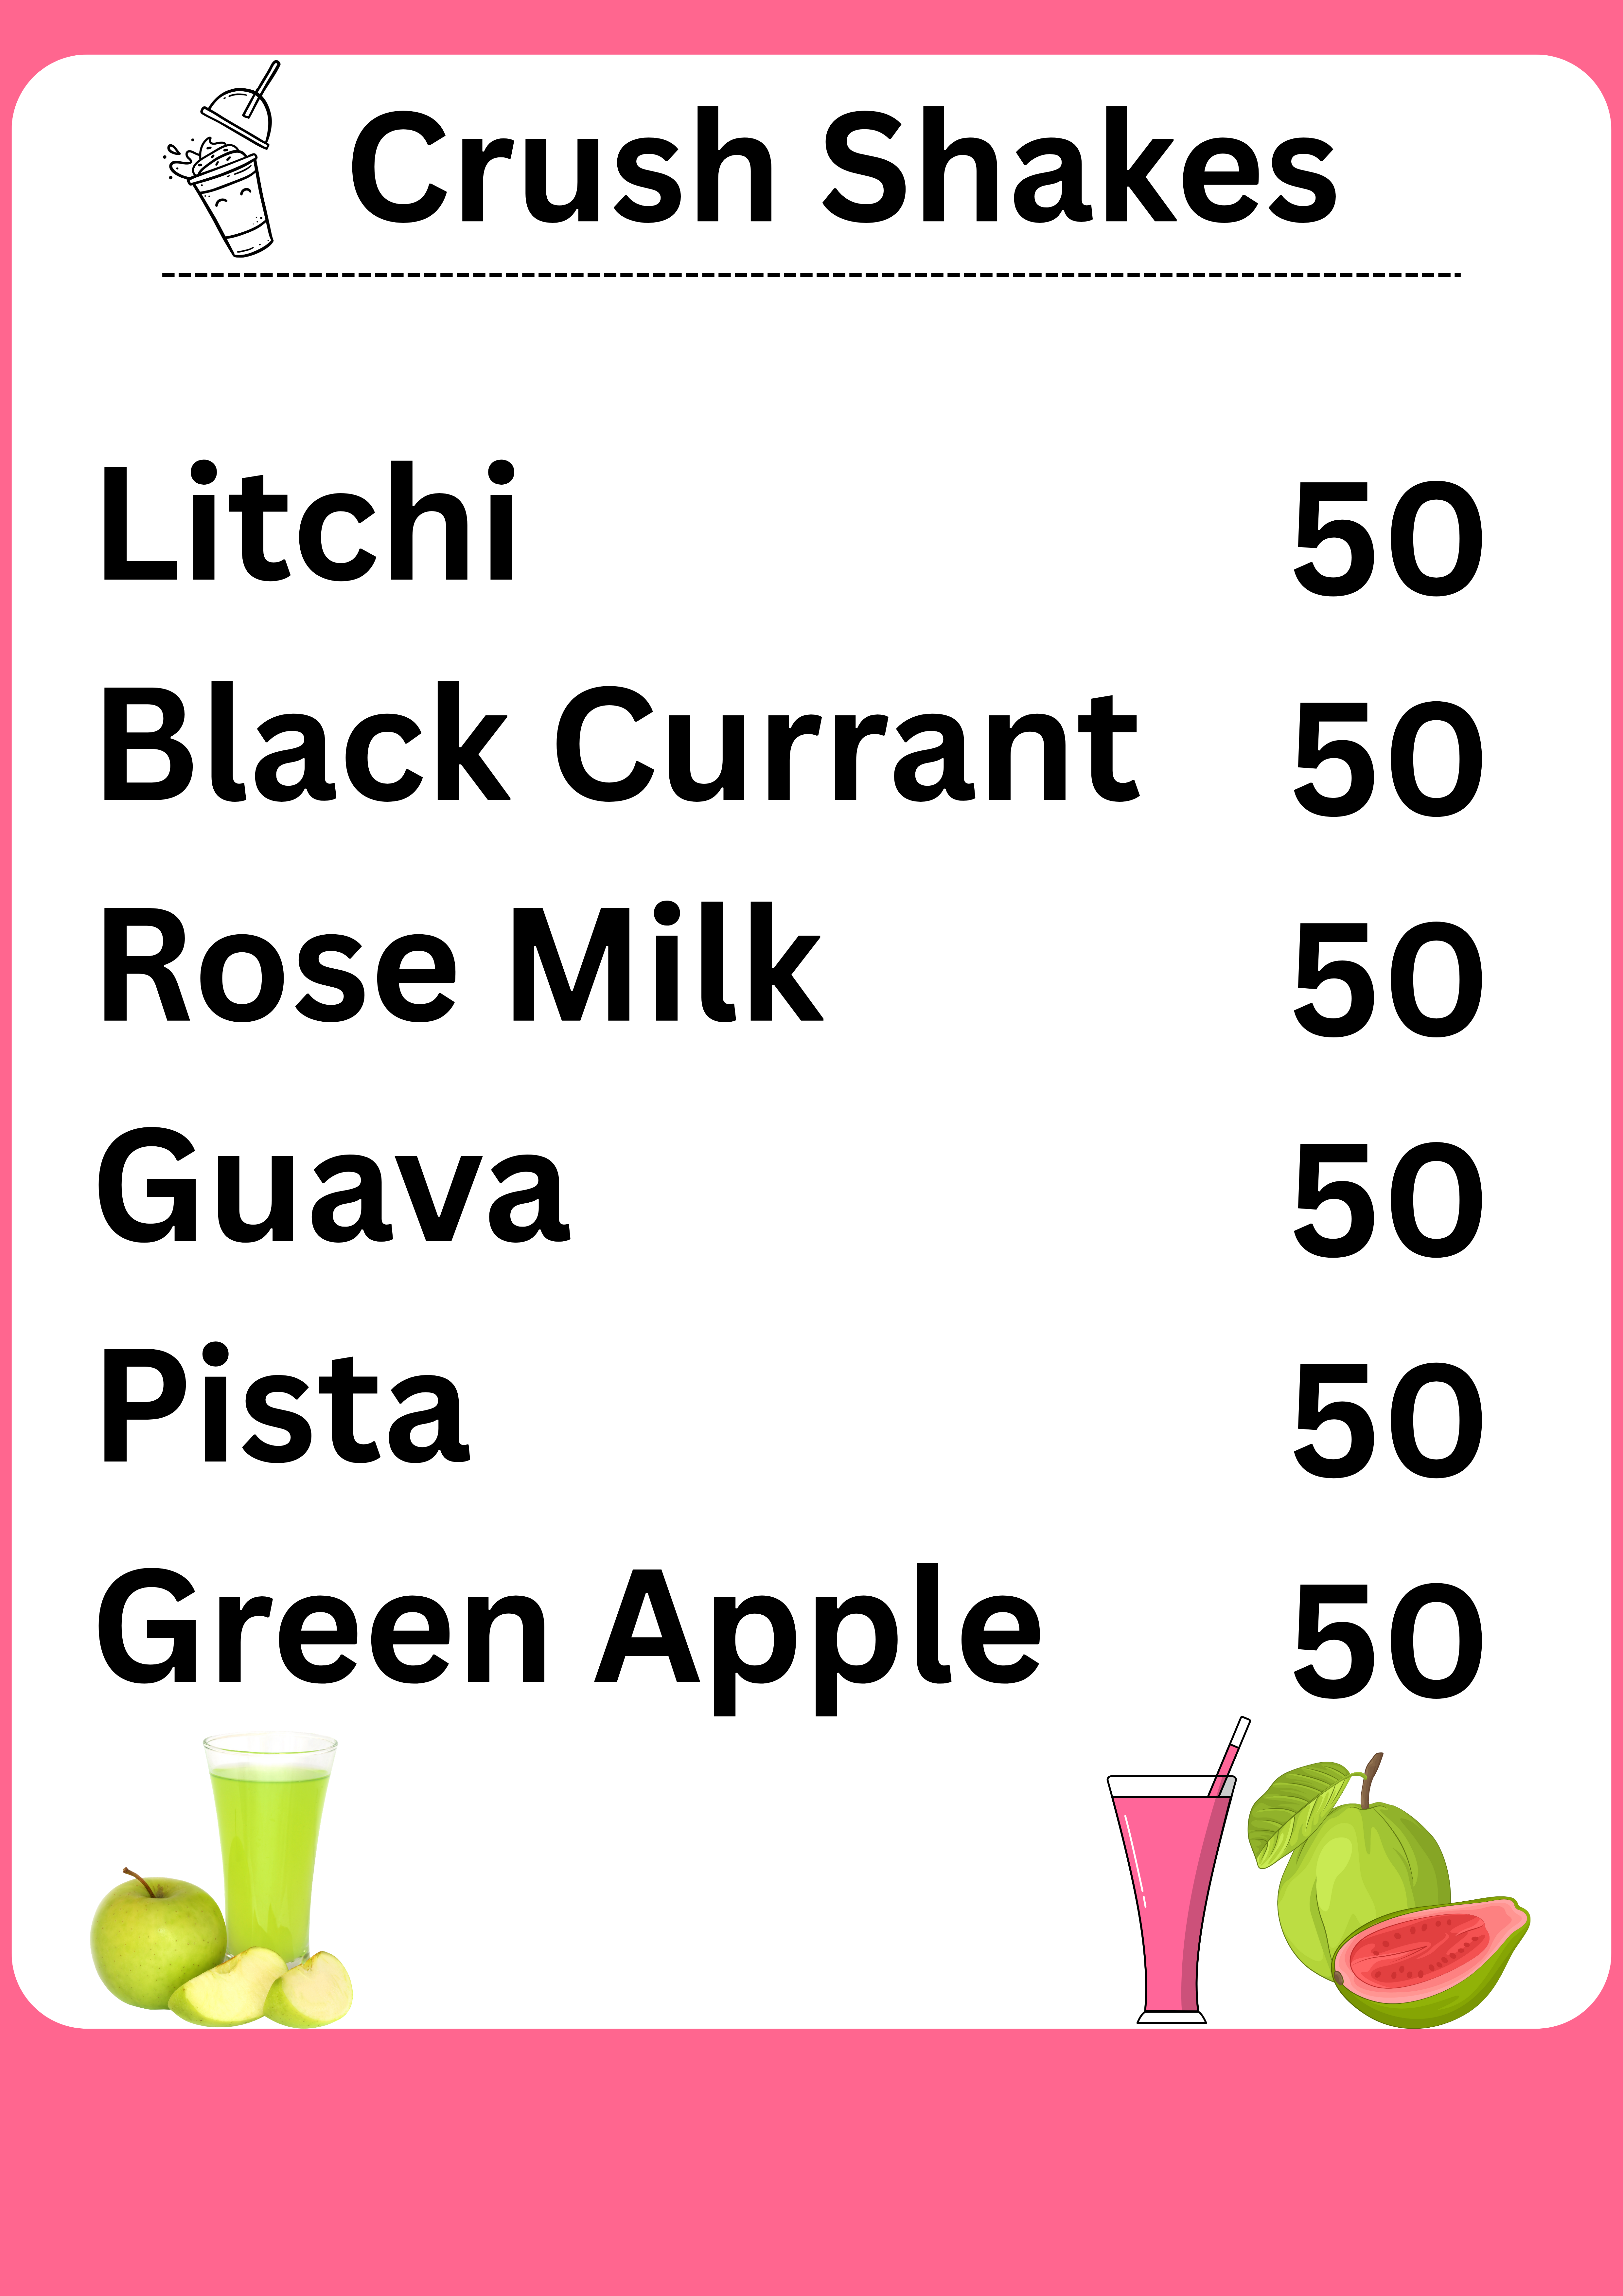 Crush Shakes
Litchi 50
Black Currant 50
Rose Milk 50
Guava 50
Pista 50
Green Apple 50